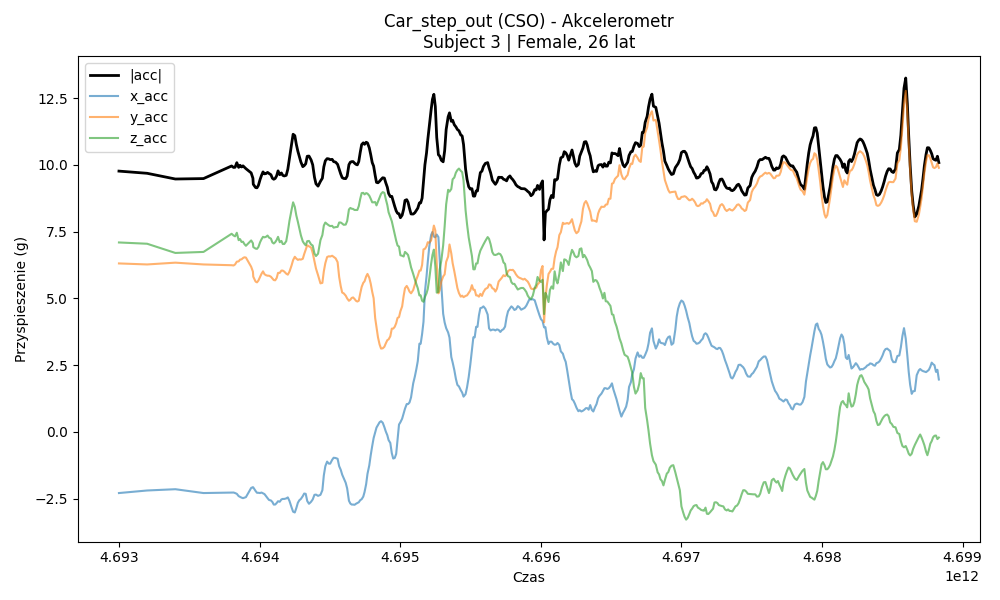 Car_step_out (CSO) - Akcelerometr
Subject 3 | Female, 26 lat
|acc|
x_acc
y_acc
z_acc
Przyspieszenie (g)
12.5
10.0
7.5
5.0
2.5
0.0
−2.5
4.693 4.694 4.695 4.696 4.697 4.698 4.699
1e12
Czas